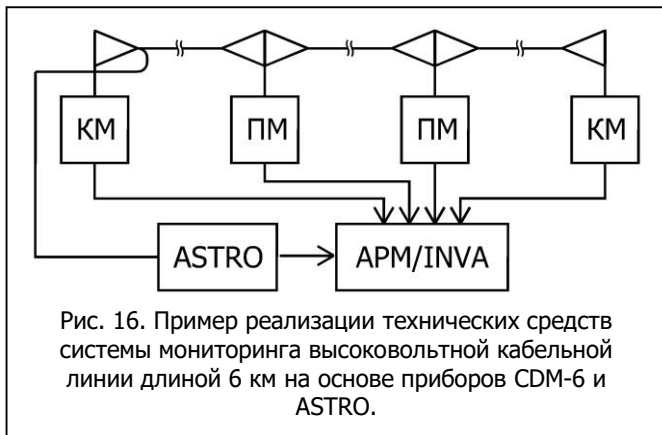 КМ ПМ ПМ КМ
ASTRO АРМ/INVA
Рис. 16. Пример реализации технических средств
системы мониторинга высоковольтной кабельной
линии длиной 6 км на основе приборов CDM-6 и
ASTRO.